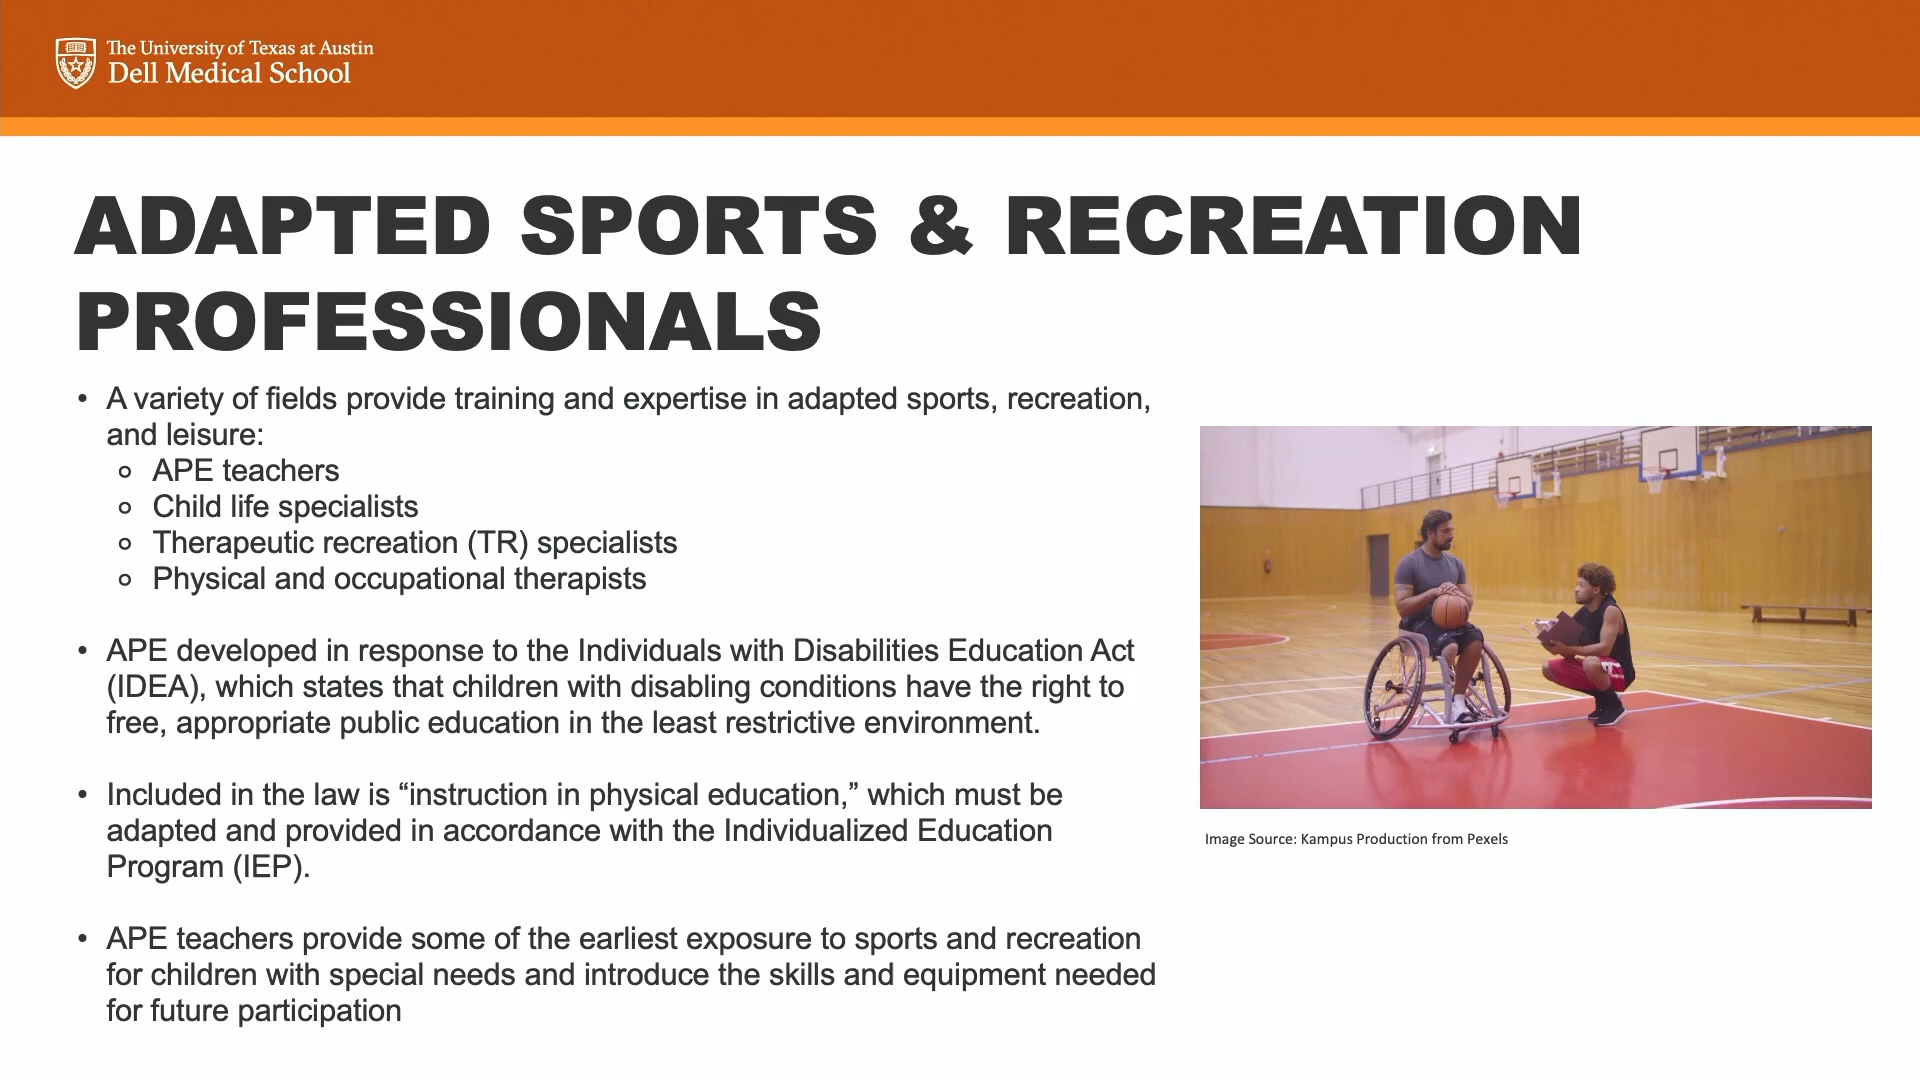 The University of Texas at Austin
Dell Medical School
ADAPTED SPORTS & RECREATION
PROFESSIONALS
• A variety of fields provide training and expertise in adapted sports, recreation,
and leisure:
o APE teachers
o Child life specialists
o Therapeutic recreation (TR) specialists
o Physical and occupational therapists
• APE developed in response to the Individuals with Disabilities Education Act
(IDEA), which states that children with disabling conditions have the right to
free, appropriate public education in the least restrictive environment.
• Included in the law is “instruction in physical education,” which must be
adapted and provided in accordance with the Individualized Education
Program (IEP).
• APE teachers provide some of the earliest exposure to sports and recreation
for children with special needs and introduce the skills and equipment needed
for future participation
Image Source: Kampus Production from Pexels